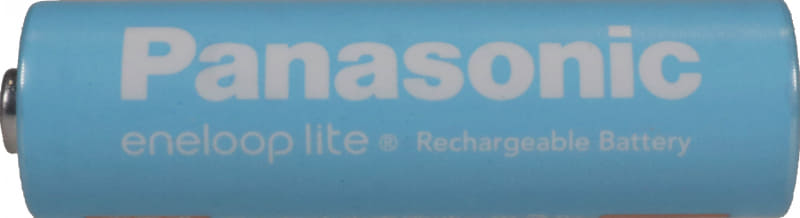 Panasonic
eneloop lite® Rechargeable Battery